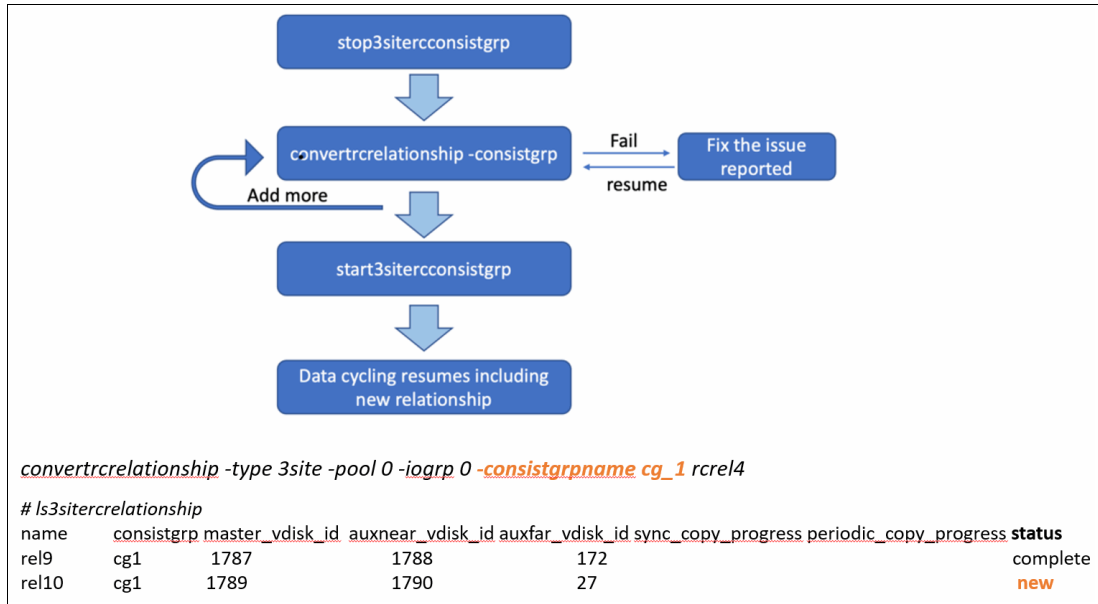 stop3sitercconsistgrp
convertrcrelationship -consistgrp
Fail
resume
Fix the issue
reported
Add more
start3sitercconsistgrp
Data cycling resumes including
new relationship
convertrcrelationship -type 3site -pool 0 -iogrp 0 -consistgrpname cg_1 rcrel4
# ls3sitercrelationship
name consistgrp master_vdisk_id auxnear_vdisk_id auxfar_vdisk_id sync_copy_progress periodic_copy_progress status
rel9 cg1 1787 1788 172 complete
rel10 cg1 1789 1790 27 new